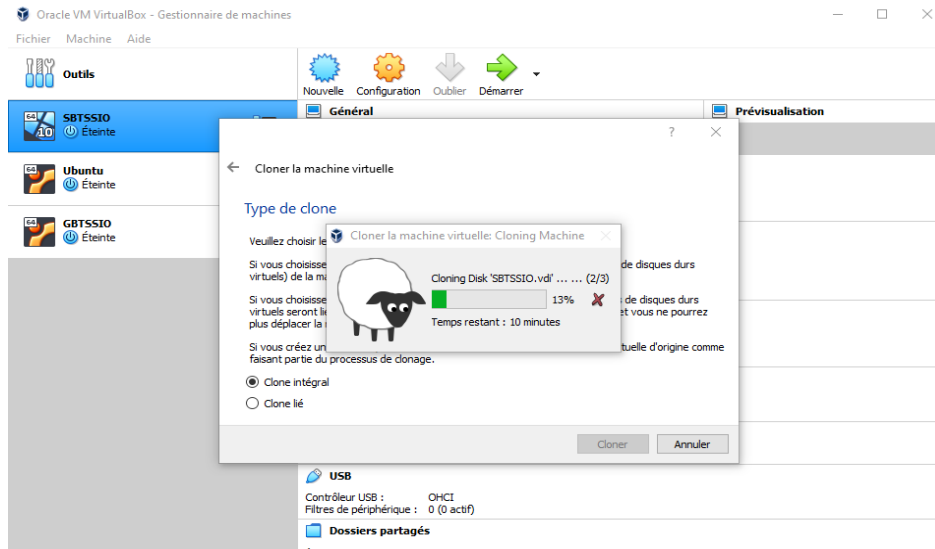 Oracle VM VirtualBox - Gestionnaire de machines
Fichier Machine Aide
Outils
Nouvelle Configuration Oublier Démarrer
64
10
SBTSSIO
Éteinte
64
Ubuntu
Éteinte
64
GBTSSIO
Éteinte
Général
Prévisualisation
?
Cloner la machine virtuelle
Type de clone
Veuillez choisir le
Si vous choisisse
de disques durs
virtuels) de la
Si vous choisisse
de disques durs
virtuels seront
et vous ne pourrez
plus déplacer la
Si vous créez un
tuelle d'origine comme
faisant partie du processus de clonage.
Cloner la machine virtuelle: Cloning Machine
Cloning Disk 'SBTSSIO.vdi' ... ... (2/3)
13%
Temps restant : 10 minutes
Clone intégral
Clone lié
Cloner
Annuler
USB
Contrôleur USB : OHCI
Filtres de périphérique : 0 (0 actif)
Dossiers partagés